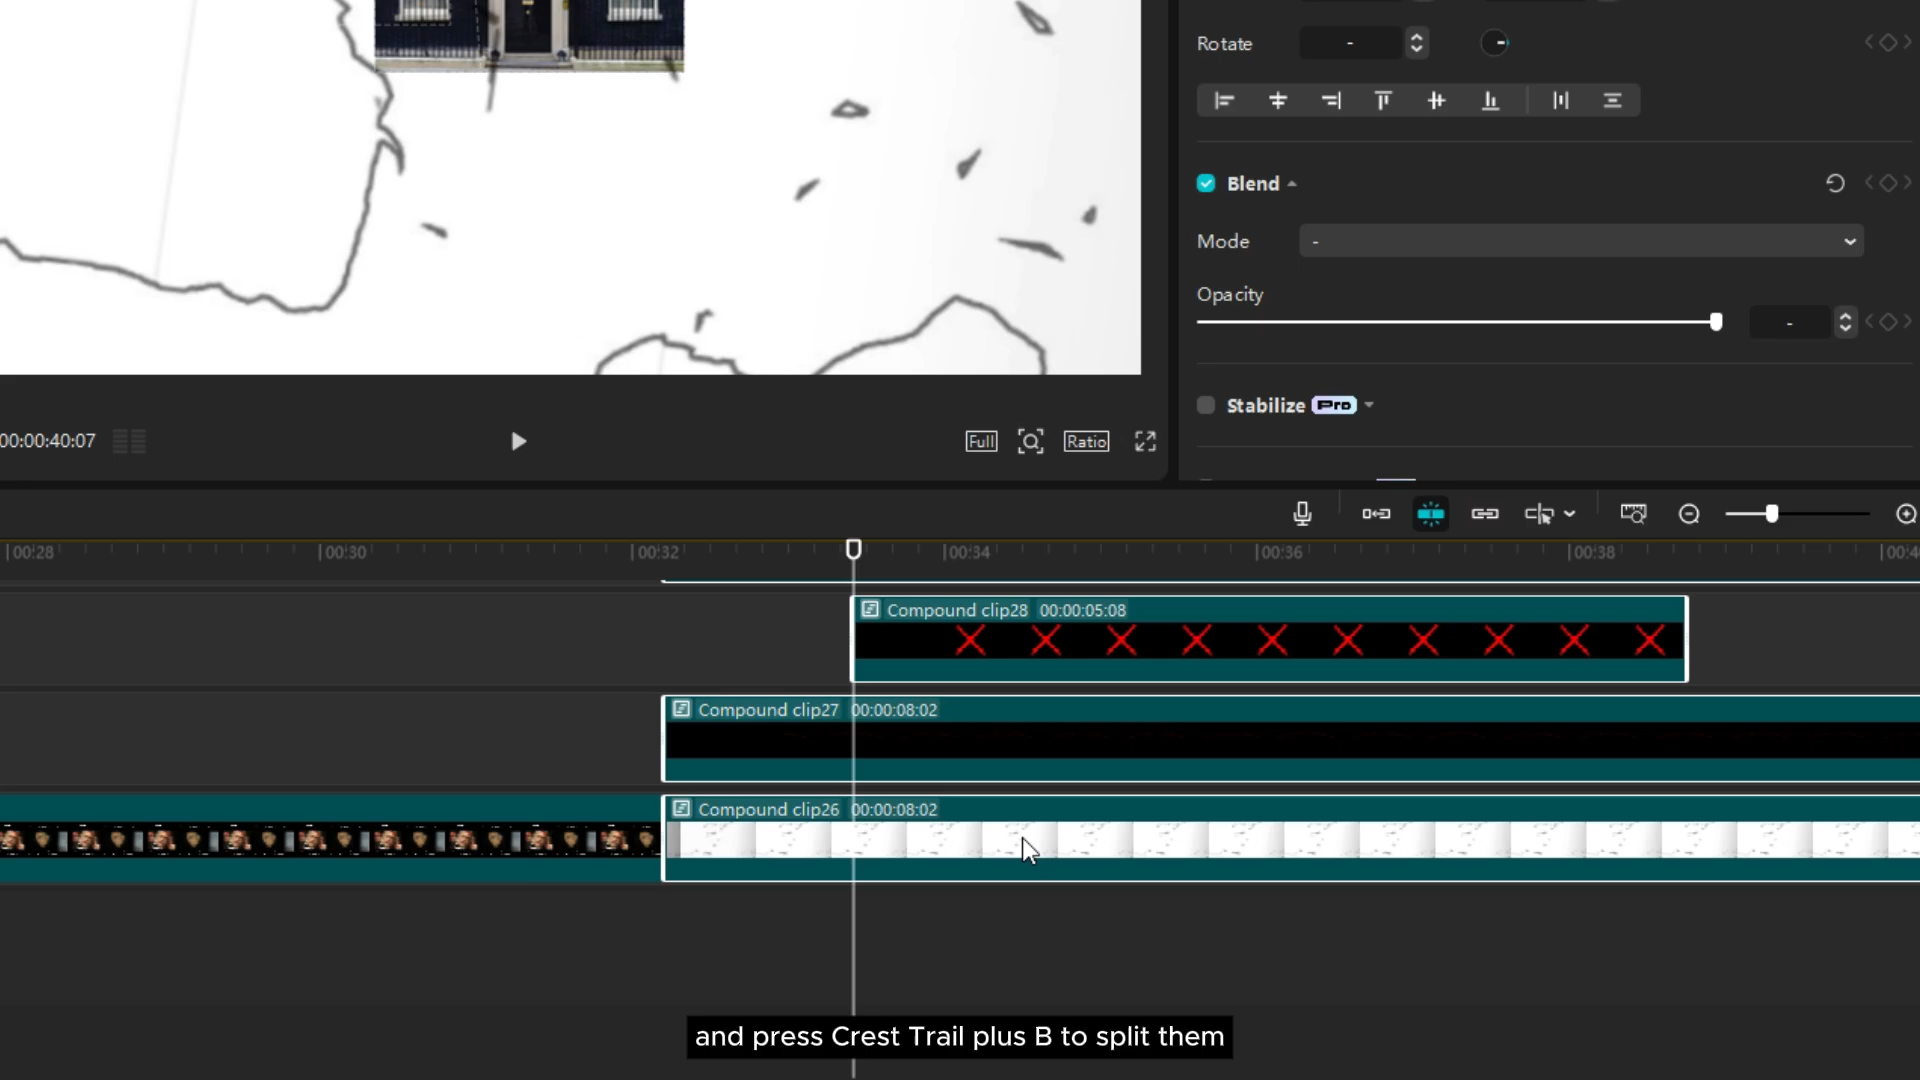 Rotate
-
Blend
Mode
-
Opacity
-
Stabilize Pro
00:00:40:07
Full
Ratio
00:28
00:30
00:32
00:34
00:36
00:38
Compound clip28 00:00:05:08
Compound clip27 00:00:08:02
Compound clip26 00:00:08:02
and press Crest Trail plus B to split them